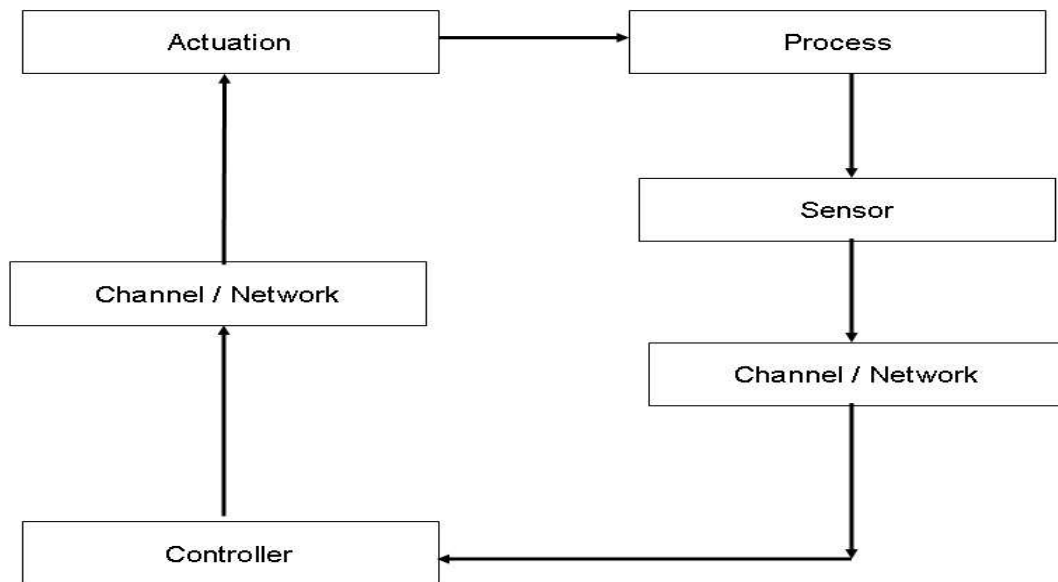 Actuation
Process
Sensor
Channel / Network
Channel / Network
Controller